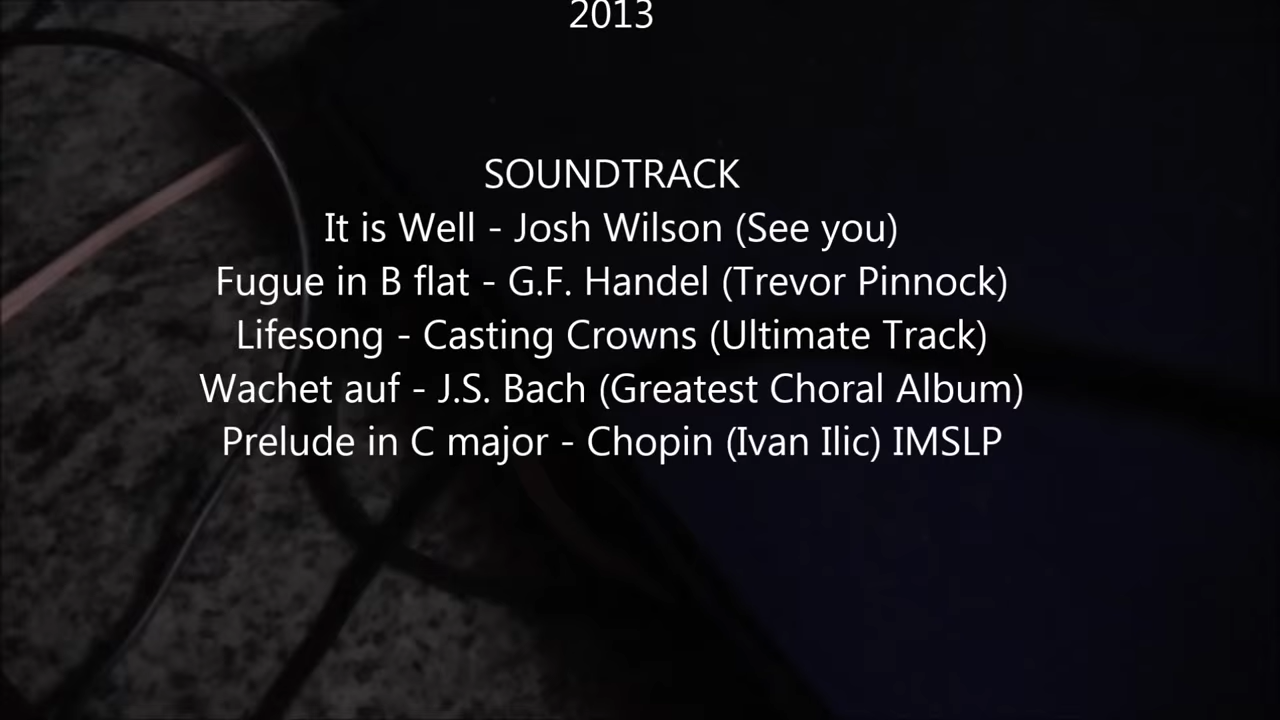 2013
SOUNDTRACK
It is Well - Josh Wilson (See you)
Fugue in B flat - G.F. Handel (Trevor Pinnock)
Lifesong - Casting Crowns (Ultimate Track)
Wachet auf - J.S. Bach (Greatest Choral Album)
Prelude in C major - Chopin (Ivan Ilic) IMSLP